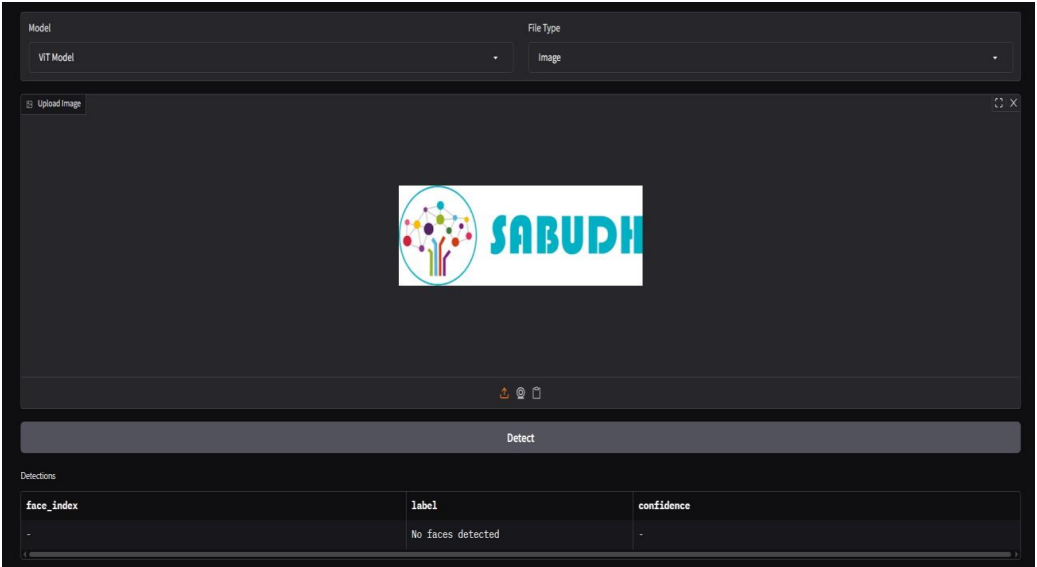 Model
File Type
ViT Model
Image
Upload Image
SABUDH
Detect
Detections
face_index label confidence
- No faces detected -